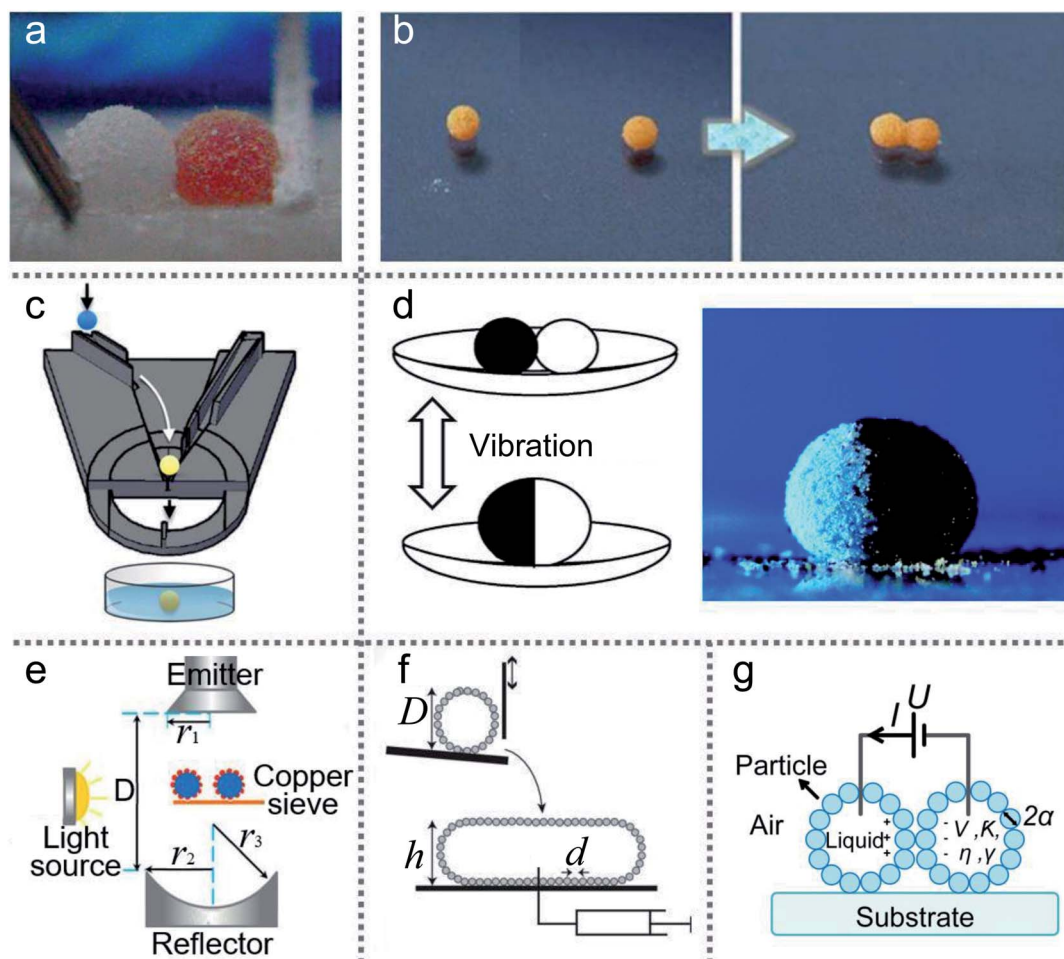 a
b
c
d
Vibration
e
Emitter
r₁
D
Copper
sieve
Light
source
r₂
r₃
Reflector
f
D
h
d
g
U
I
Particle
Air
Liquid
+
+
+
-
-
-
V ,K,
η ,γ
2α
Substrate